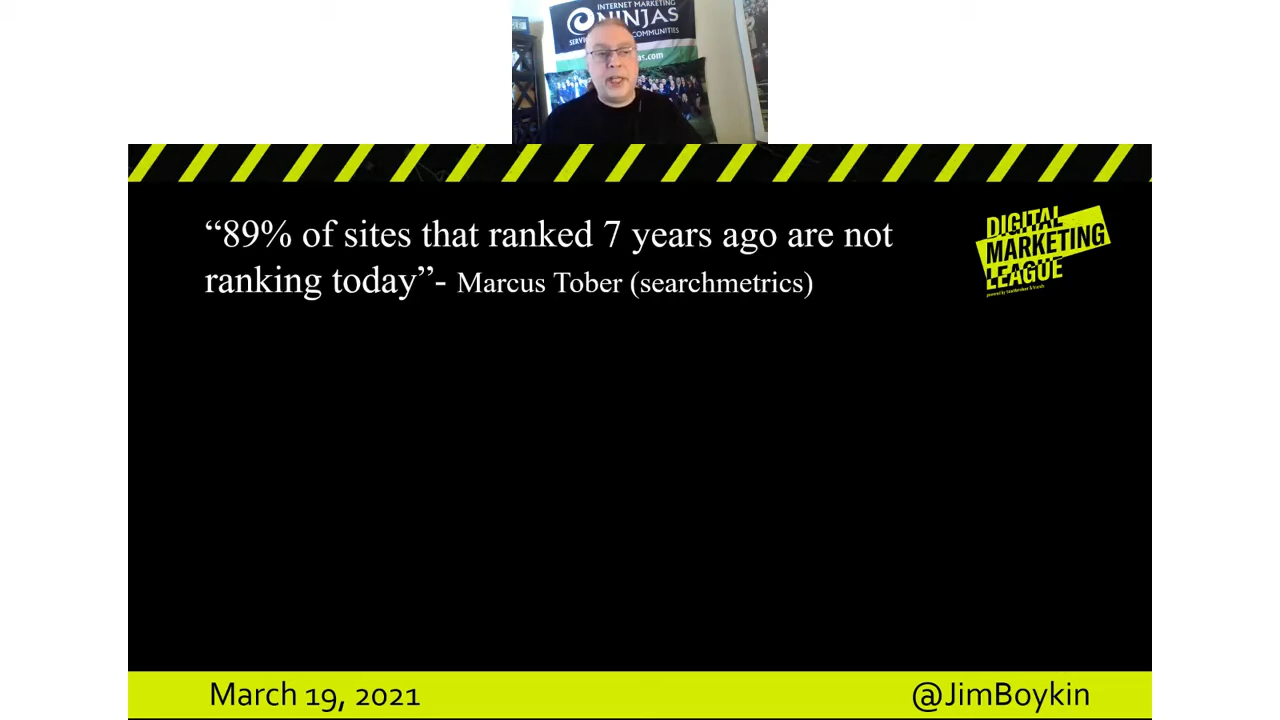 INTERNET MARKETING
NINJAS
COMMUNITIES
“89% of sites that ranked 7 years ago are not
ranking today”- Marcus Tober (searchmetrics)
DIGITAL
MARKETING
LEAGUE
March 19, 2021
@JimBoykin